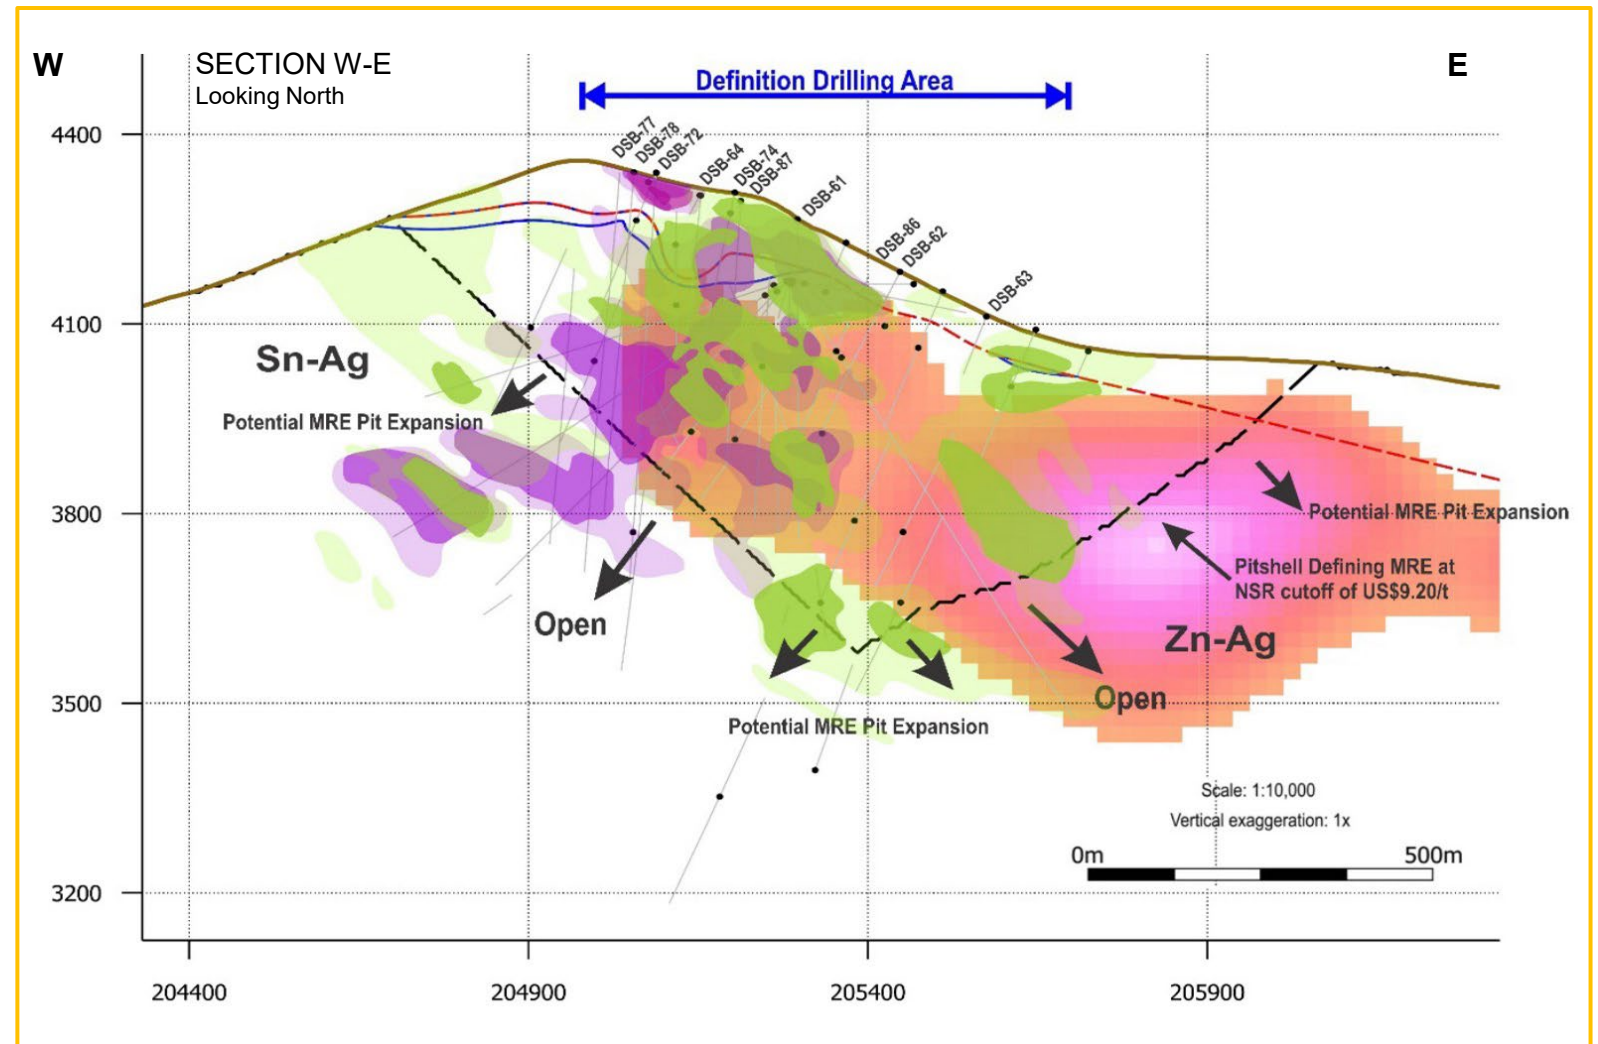 W
SECTION W-E
E
Looking North
Definition Drilling Area
4400
DSB-77
DSB-78
DSB-72
DSB-64
DSB-74
DSB-87
DSB-61
DSB-86
DSB-62
DSB-63
4100
Sn-Ag
Potential MRE Pit Expansion
3800
Potential MRE Pit Expansion
Pitshell Defining MRE at
NSR cutoff of US$9.20/t
Open
Zn-Ag
Open
3500
Potential MRE Pit Expansion
Scale: 1:10,000
Vertical exaggeration: 1x
0m 500m
3200
204400 204900 205400 205900